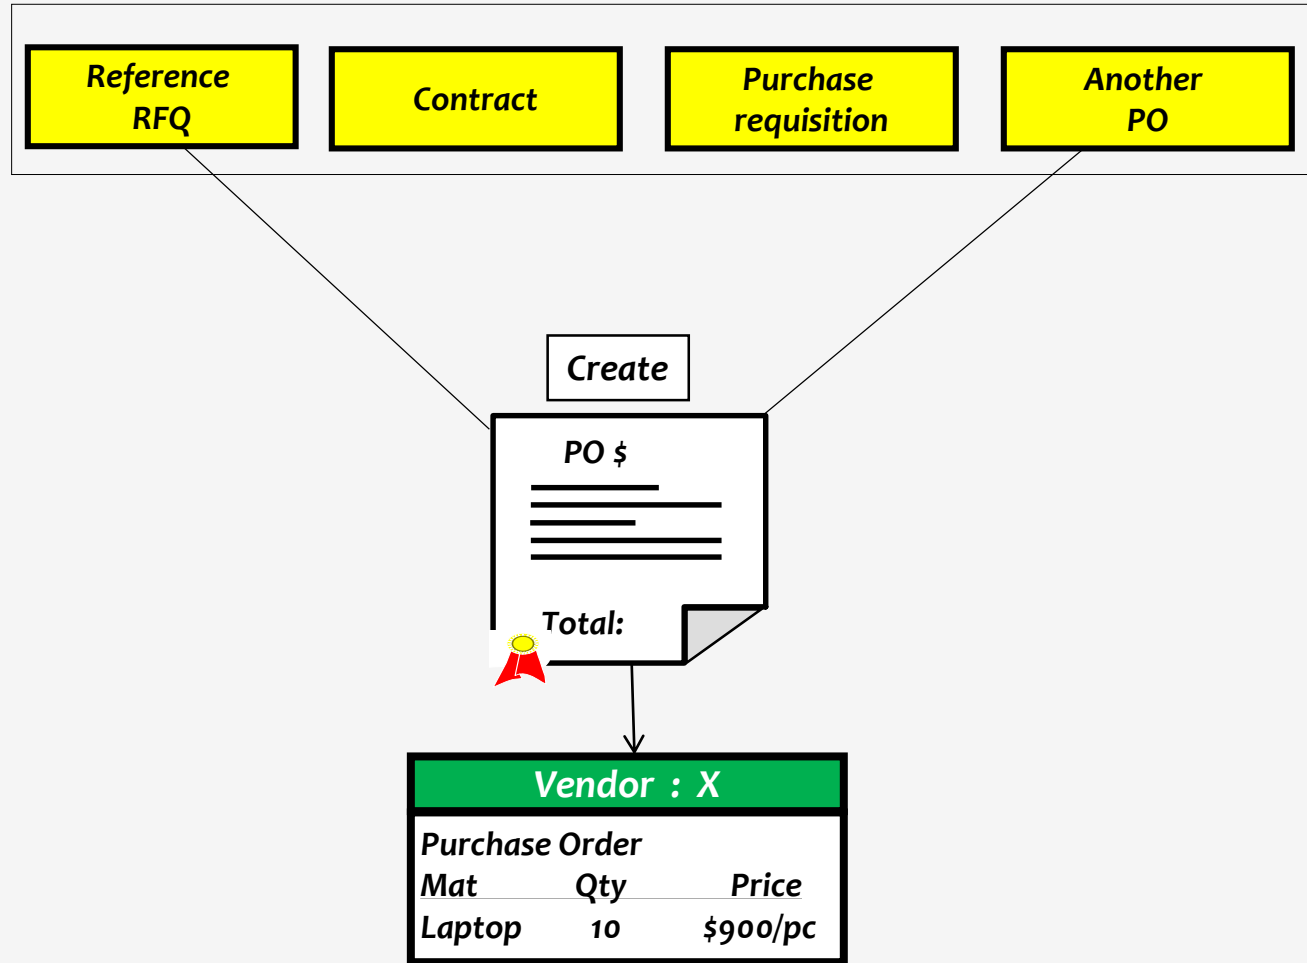 Reference
RFQ
Contract
Purchase
requisition
Another
PO
Create
PO $
Total:
Vendor : X
Purchase Order
Mat Qty Price
Laptop 10 $900/pc